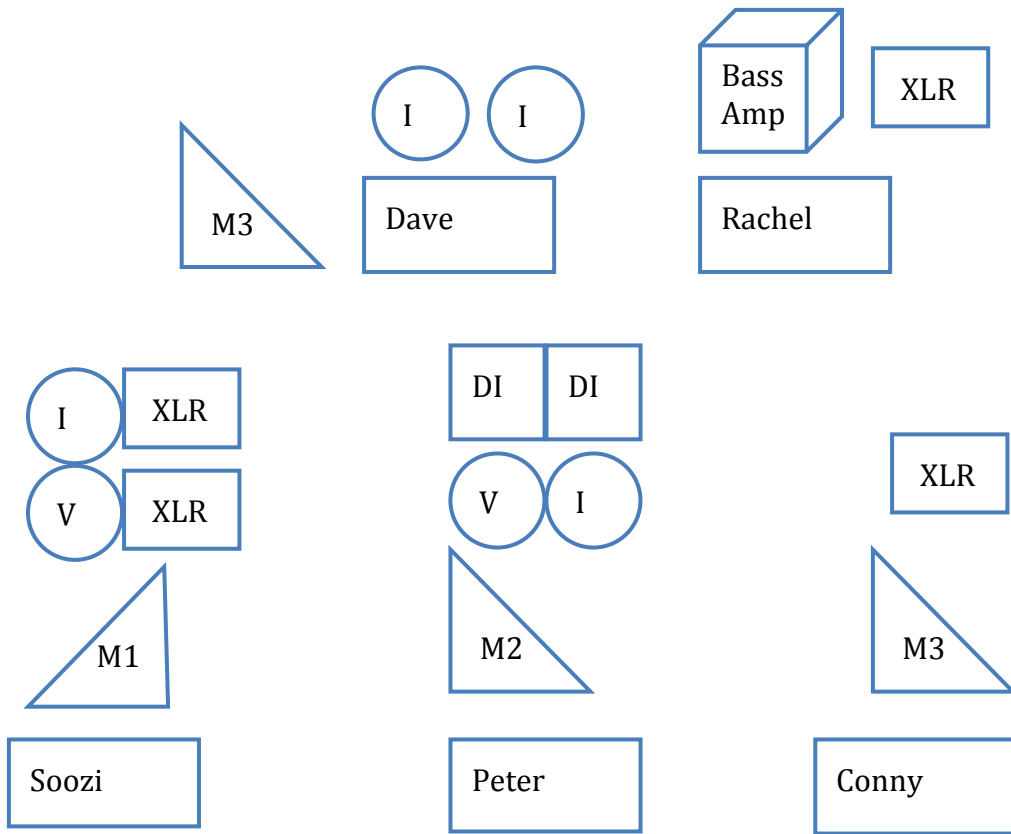 Bass
Amp
XLR
I
I
M3
Dave
Rachel
I
XLR
DI
DI
V
XLR
V
I
XLR
M1
M2
M3
Soozi
Peter
Conny